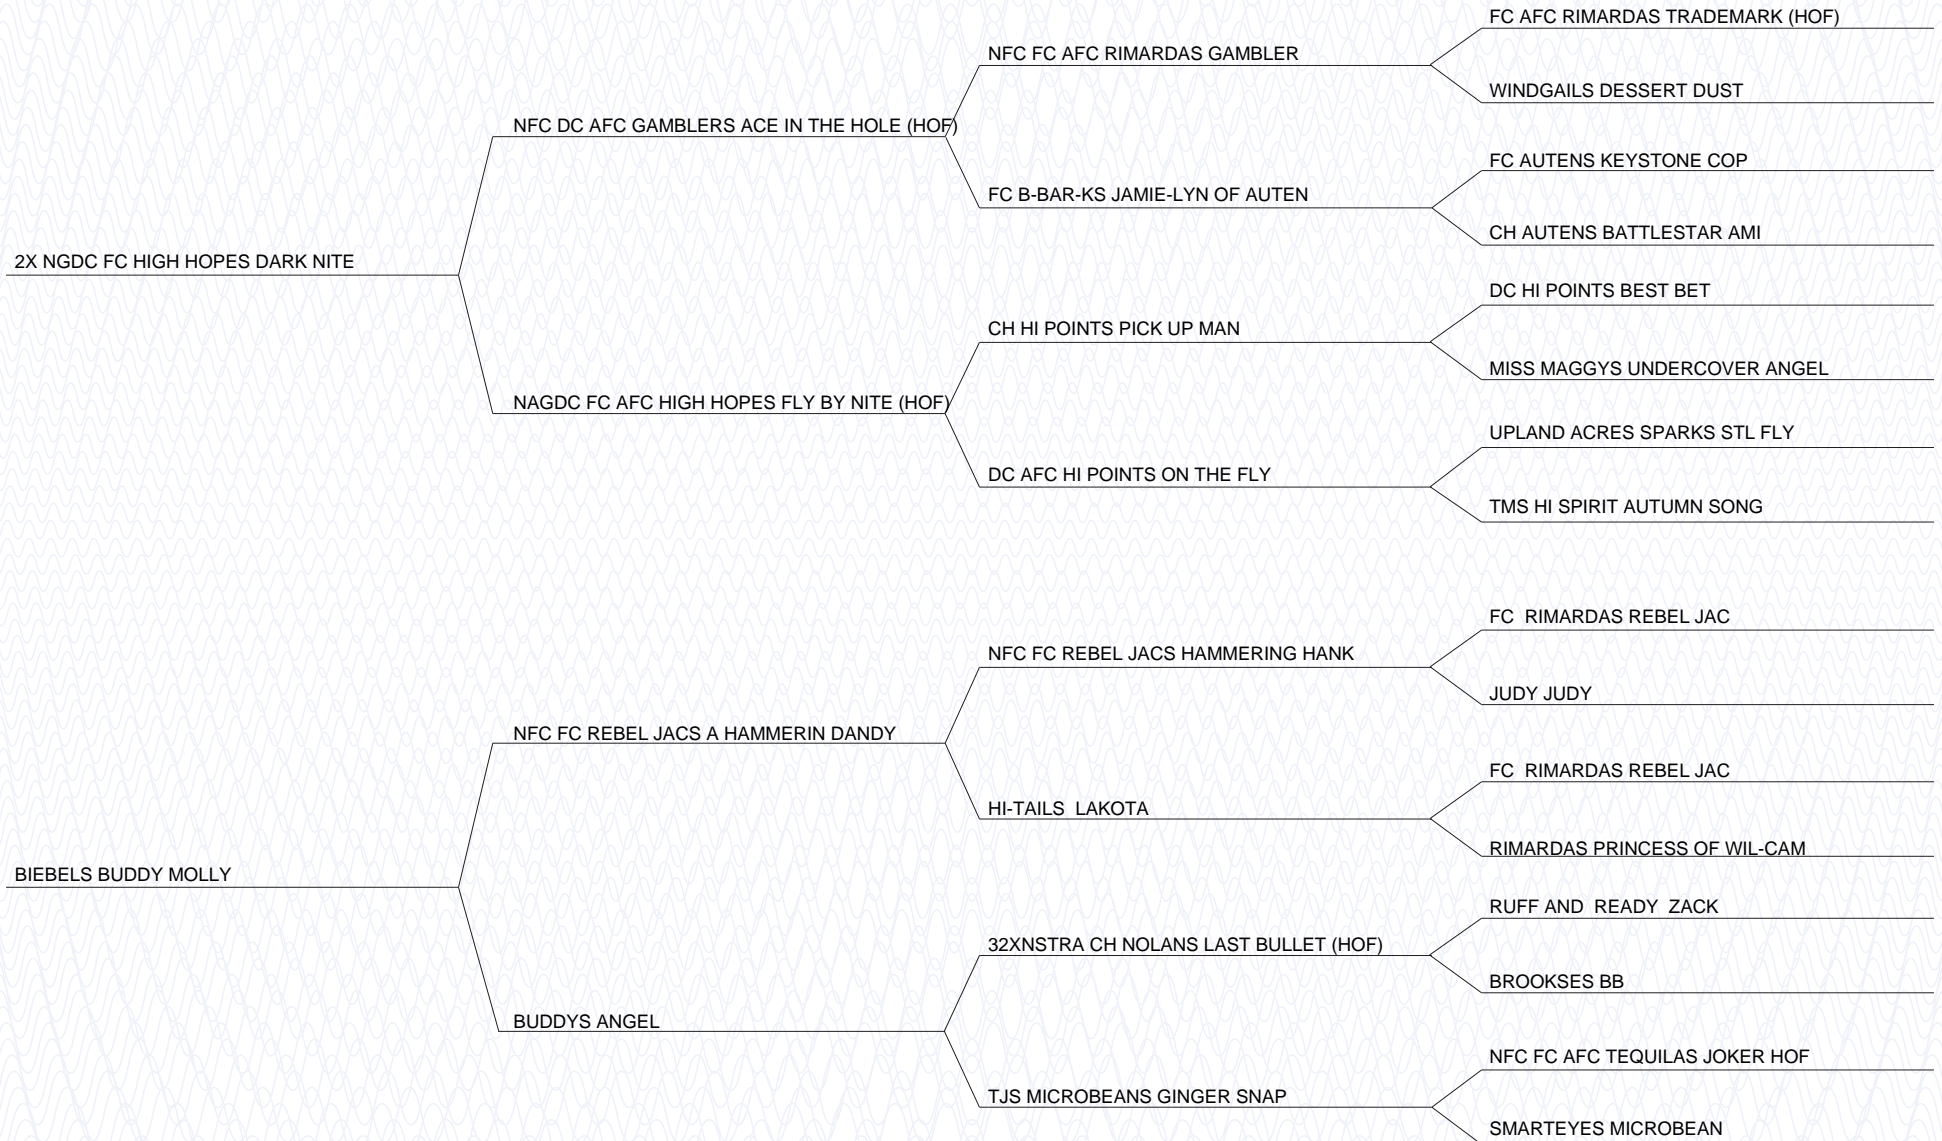 FC AFC RIMARDAS TRADEMARK (HOF)
NFC FC AFC RIMARDAS GAMBLER
WINDGAILS DESSERT DUST
NFC DC AFC GAMBLERS ACE IN THE HOLE (HOF)
FC AUTENS KEYSTONE COP
FC B-BAR-KS JAMIE-LYN OF AUTEN
CH AUTENS BATTLESTAR AMI
2X NGDC FC HIGH HOPES DARK NITE
DC HI POINTS BEST BET
CH HI POINTS PICK UP MAN
MISS MAGGYS UNDERCOVER ANGEL
NAGDC FC AFC HIGH HOPES FLY BY NITE (HOF)
UPLAND ACRES SPARKS STL FLY
DC AFC HI POINTS ON THE FLY
TMS HI SPIRIT AUTUMN SONG
FC  RIMARDAS REBEL JAC
NFC FC REBEL JACS HAMMERING HANK
JUDY JUDY
NFC FC REBEL JACS A HAMMERIN DANDY
FC  RIMARDAS REBEL JAC
HI-TAILS  LAKOTA
RIMARDAS PRINCESS OF WIL-CAM
BIEBELS BUDDY MOLLY
RUFF AND  READY  ZACK
32XNSTRA CH NOLANS LAST BULLET (HOF)
BROOKSES BB
BUDDYS ANGEL
NFC FC AFC TEQUILAS JOKER HOF
TJS MICROBEANS GINGER SNAP
SMARTEYES MICROBEAN